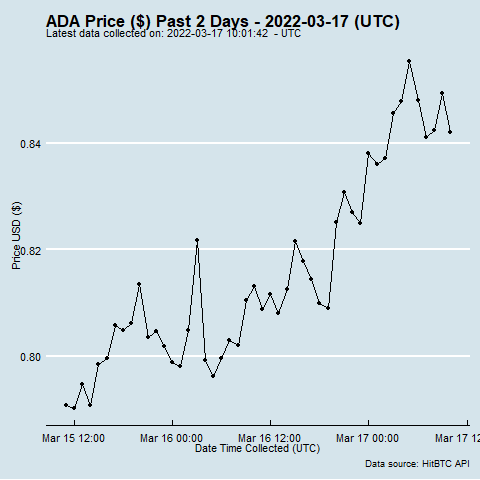 ADA Price ($) Past 2 Days - 2022-03-17 (UTC)
Latest data collected on: 2022-03-17 10:01:42 - UTC
Price USD ($)
0.84
0.82
0.80
Mar 15 12:00 Mar 16 00:00 Mar 16 12:00 Mar 17 00:00 Mar 17 12
Date Time Collected (UTC)
Data source: HitBTC API